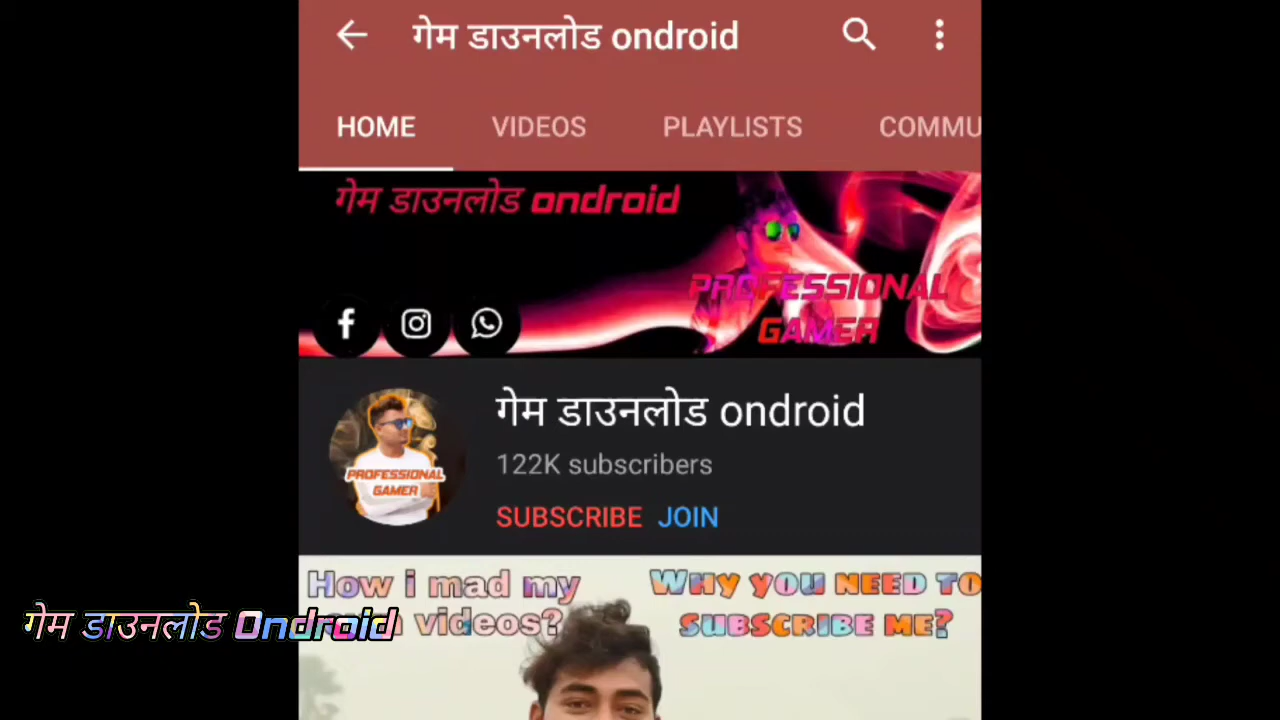 गेम डाउनलोड ondroid
HOME VIDEOS PLAYLISTS COMMU
गेम डाउनलोड ondroid
PROFESSIONAL
GAMER
गेम डाउनलोड ondroid
122K subscribers
SUBSCRIBE JOIN
PROFESSIONAL
GAMER
How i mad my
videos?
WHY YOU NEED TO
SUBSCRIBE ME?
गेम डाउनलोड Ondroid